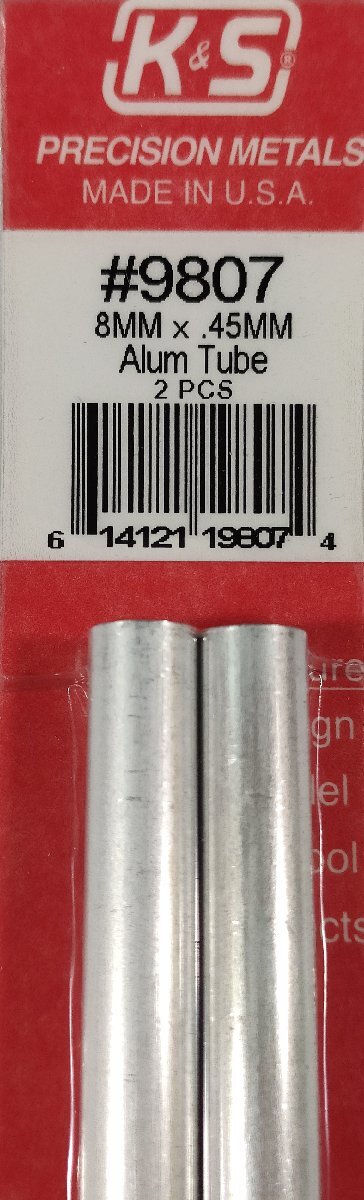 K&S®
PRECISION METALS
MADE IN U.S.A.
#9807
8MM x .45MM
Alum Tube
2 PCS
6 14121 19807 4